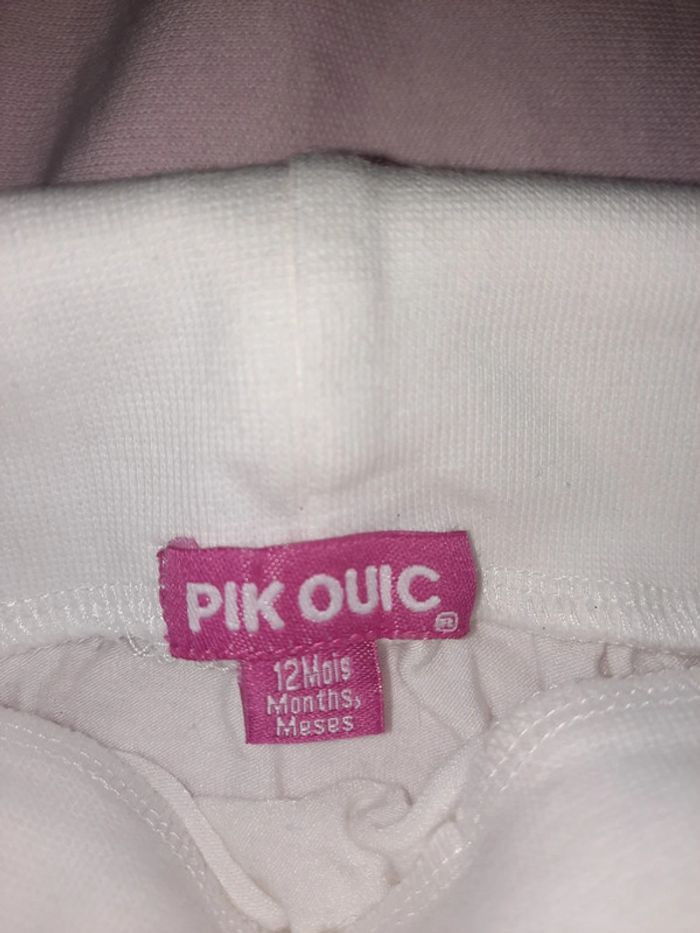 PIK OUIC
®
12 Mois
Months,
Meses